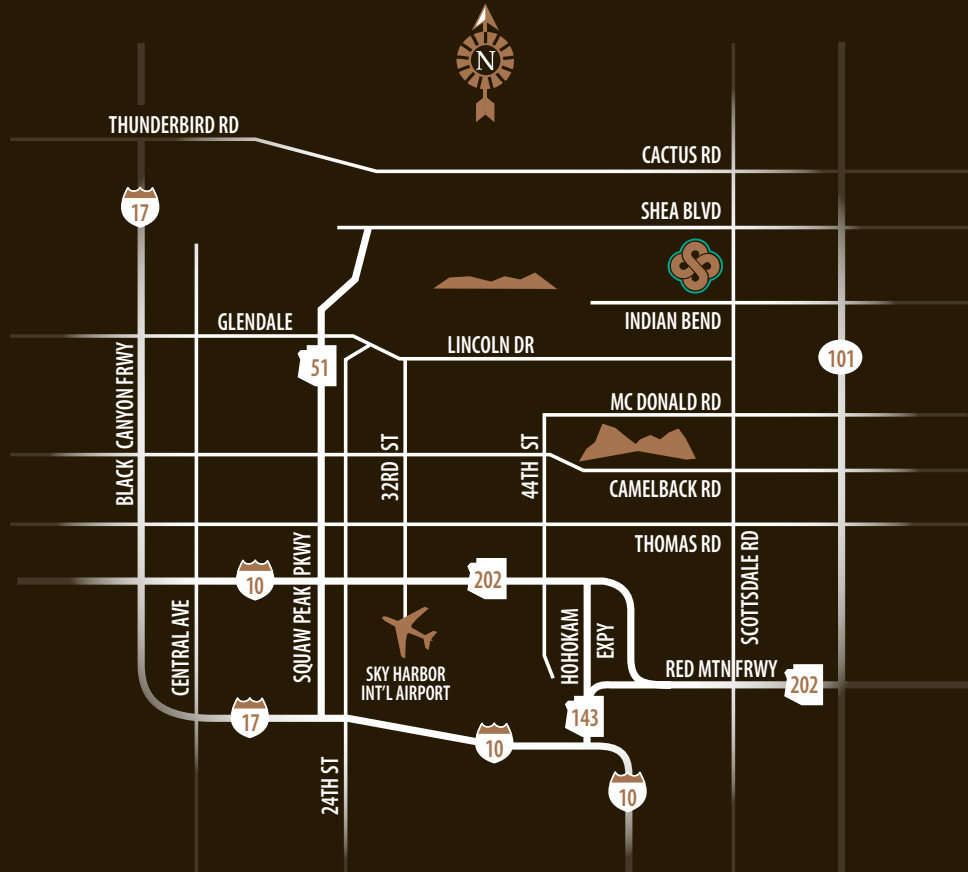 N
THUNDERBIRD RD
CACTUS RD
17
SHEA BLVD
INDIAN BEND
GLENDALE
LINCOLN DR
51
101
BLACK CANYON FRWY
MC DONALD RD
32RD ST
44TH ST
CAMELBACK RD
THOMAS RD
SCOTTSDALE RD
SQUAW PEAK PKWY
10
202
CENTRAL AVE
HOHOKAM
EXPY
SKY HARBOR
INT'L AIRPORT
RED MTN FRWY
202
17
143
10
24TH ST
10